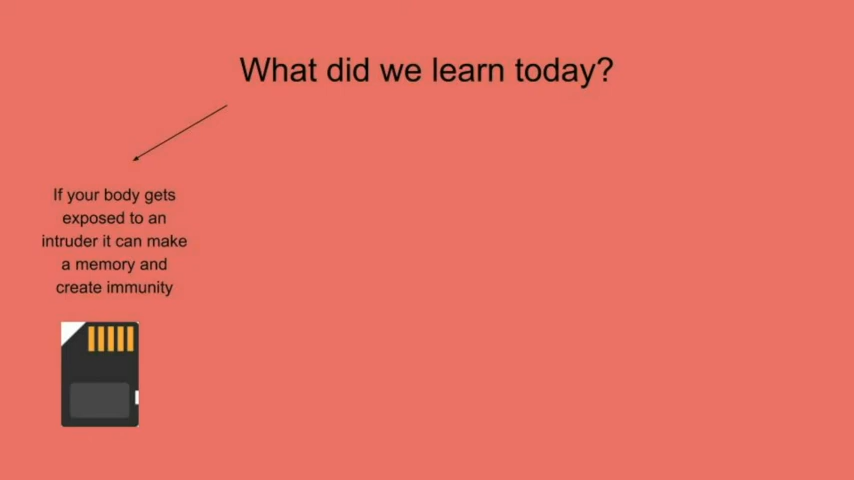 What did we learn today?
If your body gets
exposed to an
intruder it can make
a memory and
create immunity